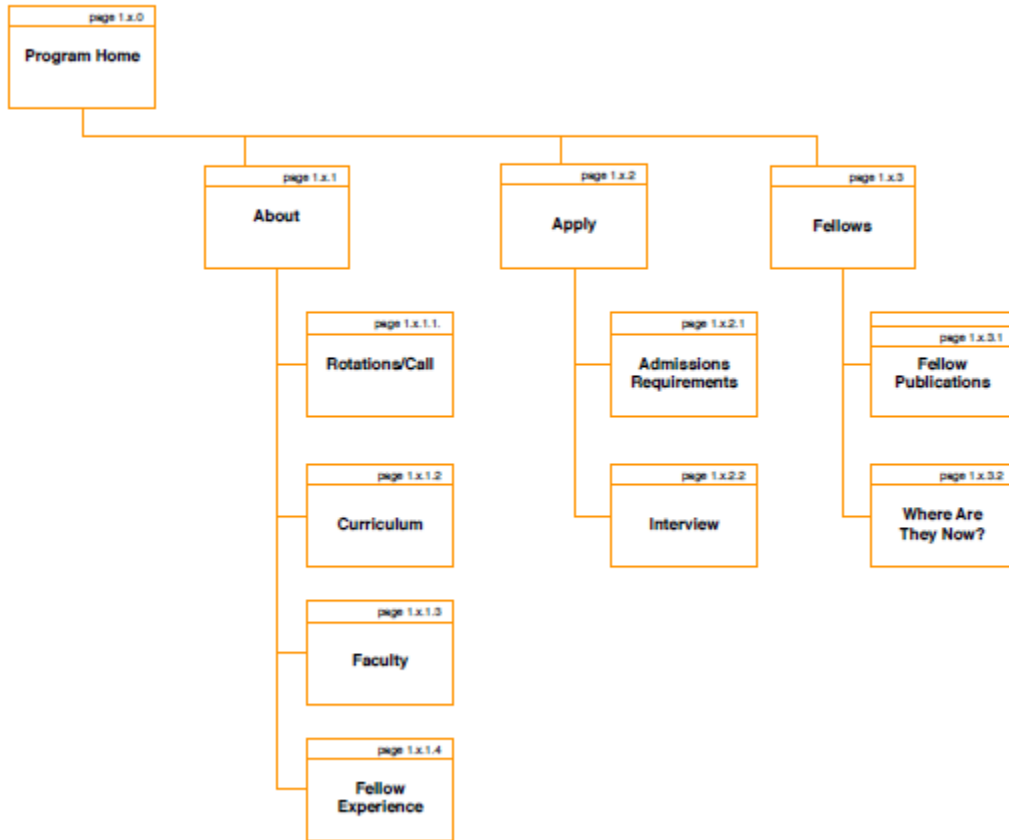 page 1.x.0
Program Home
page 1.x.1
About
page 1.x.2
Apply
page 1.x.3
Fellows
page 1.x.1.1.
Rotations/Call
page 1.x.2.1
Admissions
Requirements
page 1.x.3.1
Fellow
Publications
page 1.x.1.2
Curriculum
page 1.x.2.2
Interview
page 1.x.3.2
Where Are
They Now?
page 1.x.1.3
Faculty
page 1.x.1.4
Fellow
Experience